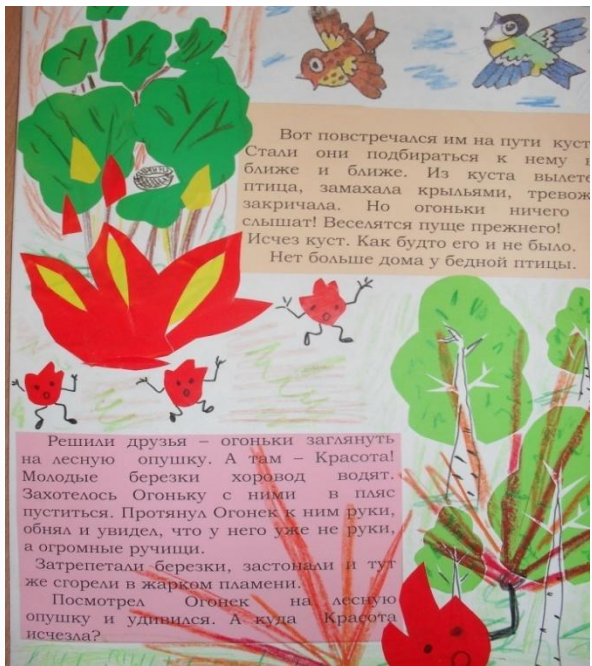 Вот повстречался им на пути куст
Стали они подбираться к нему
ближе и ближе. Из куста
птица, замахала крыльями,
закричала. Но огоньки ничего
слышат! Веселятся пуще прежнего!
Исчез куст. Как будто его и не было.
Нет больше дома у бедной птицы.
Решили друзья – огоньки заглянуть
на лесную опушку. А там – Красота!
Молодые березки хоровод водят.
Захотелось Огоньку с ними в пляс
пуститься. Протянул Огонек к ним руки,
обнял и увидел, что у него уже не руки,
а огромные ручищи.
Затрепетали березки, застонали и тут
же сгорели в жарком пламени.
Посмотрел Огонек на лесную
опушку и удивился. А куда Красота
исчезла?